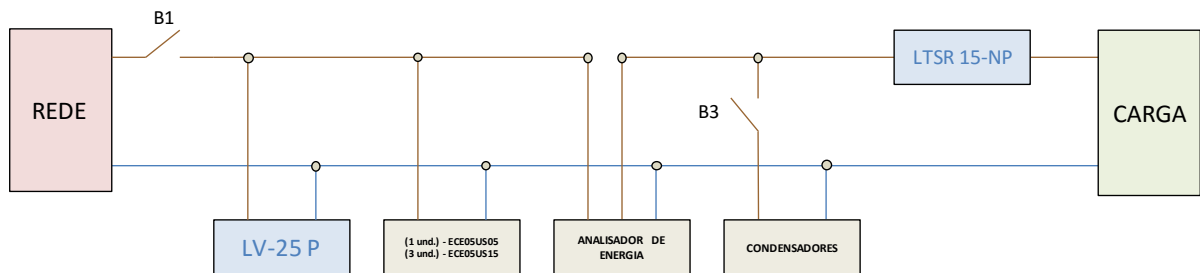 B1
REDE
LTSR 15-NP
CARGA
B3
LV-25 P
(1 und.) - ECE05US05
(3 und.) - ECE05US15
ANALISADOR DE
ENERGIA
CONDENSADORES